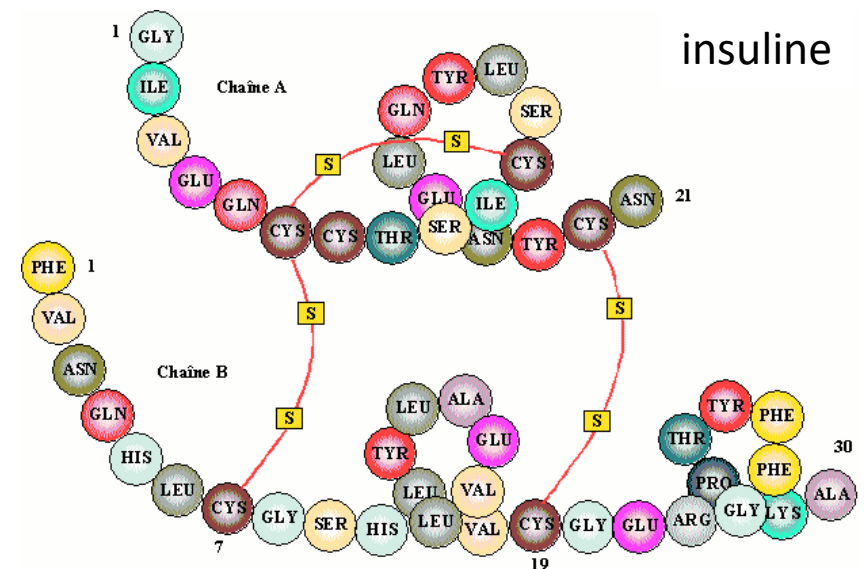 insuline
Chaîne A
1
GLY
ILE
VAL
GLU
GLN
CYS
CYS
THR
SER
ILE
CYS
SER
LEU
TYR
GLN
LEU
GLU
ASN
TYR
CYS
ASN
21
S
S
S
S
S
S
Chaîne B
1
PHE
VAL
ASN
GLN
HIS
LEU
CYS
7
GLY
SER
HIS
LEU
VAL
GLU
ALA
LEU
TYR
LEU
VAL
CYS
19
GLY
GLU
ARG
GLY
PHE
PHE
TYR
THR
PRO
LYS
ALA
30